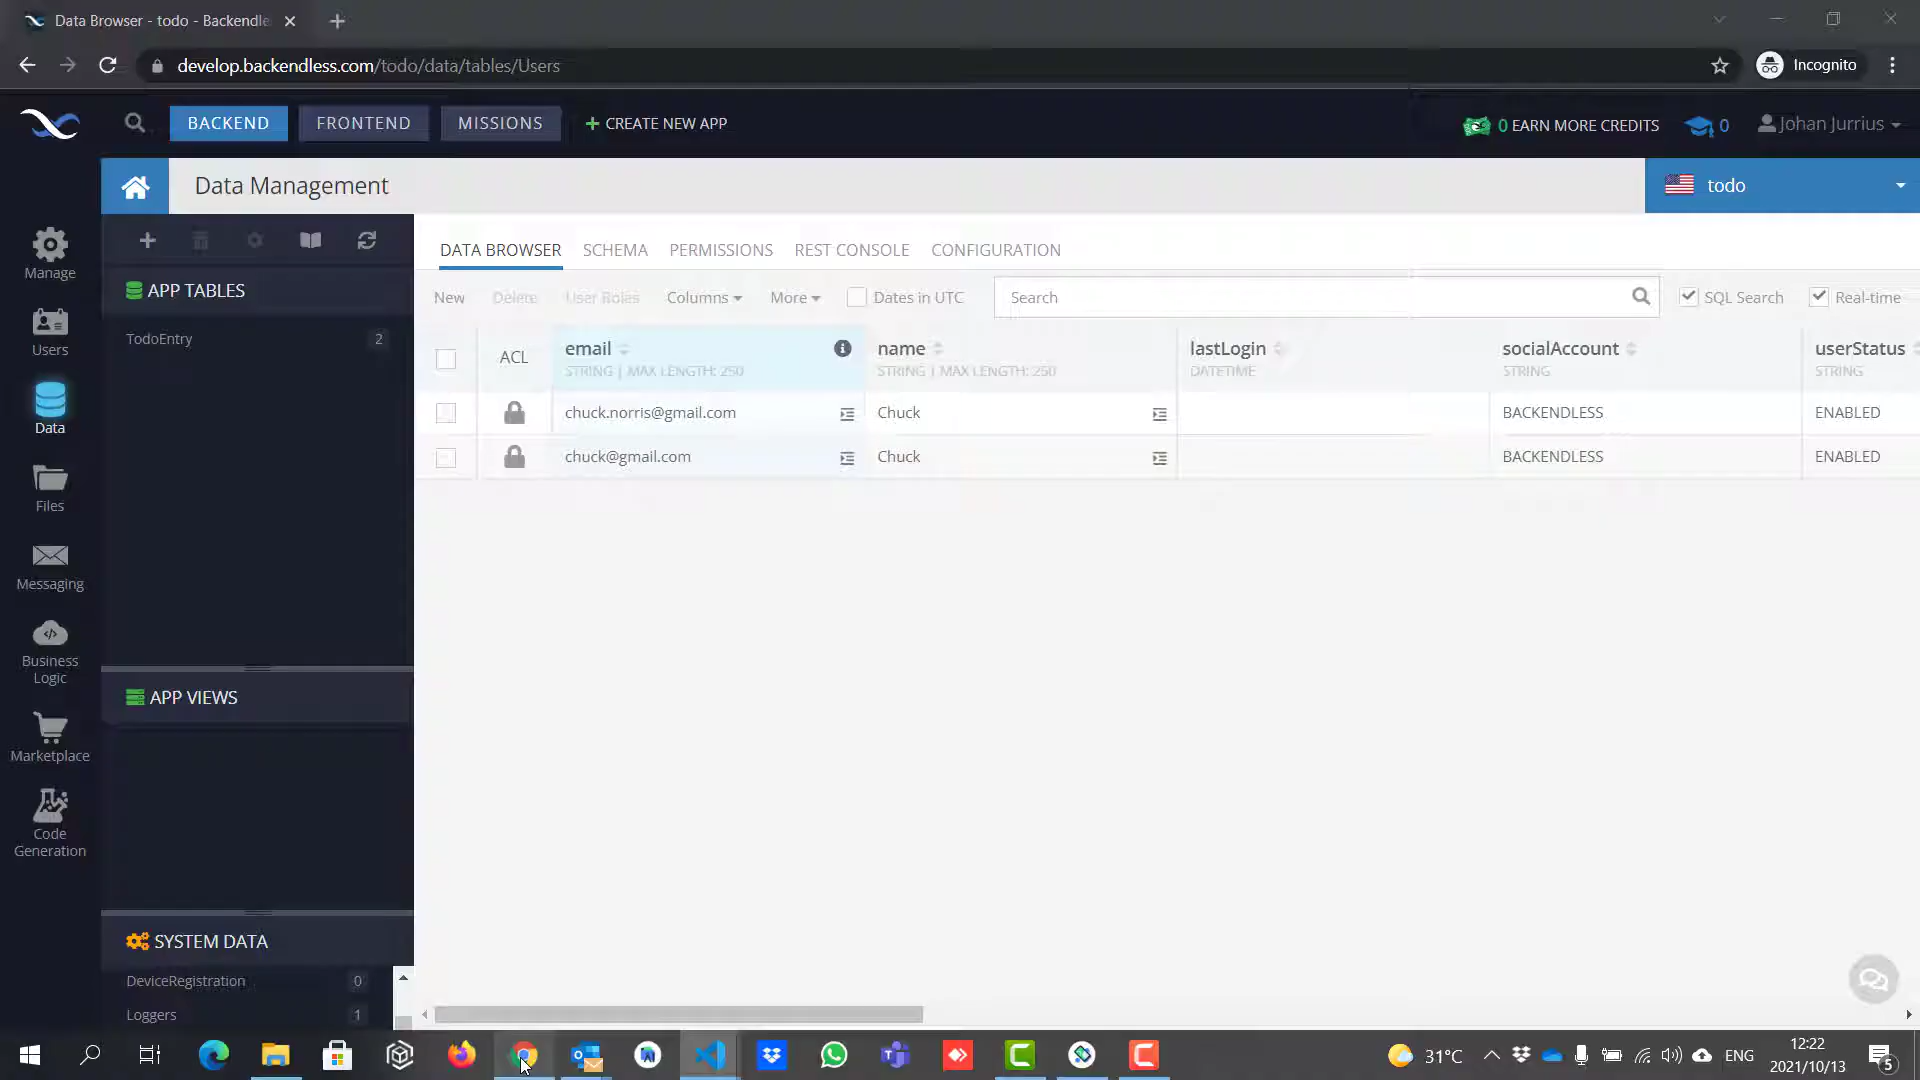 Data Browser - todo - Backendle
develop.backendless.com/todo/data/tables/Users
Incognito
BACKEND
FRONTEND
MISSIONS
+ CREATE NEW APP
0 EARN MORE CREDITS
0
Johan Jurrius
Data Management
todo
Manage
Users
Data
Files
Messaging
Business
Logic
Marketplace
Code
Generation
APP TABLES
TodoEntry 2
APP VIEWS
SYSTEM DATA
DeviceRegistration 0
Loggers 1
DATA BROWSER
SCHEMA
PERMISSIONS
REST CONSOLE
CONFIGURATION
New
Delete
User Roles
Columns
More
Dates in UTC
Search
SQL Search
Real-time
ACL
email
STRING | MAX LENGTH: 250
name
STRING | MAX LENGTH: 250
lastLogin
DATETIME
socialAccount
STRING
userStatus
STRING
chuck.norris@gmail.com Chuck BACKENDLESS ENABLED
chuck@gmail.com Chuck BACKENDLESS ENABLED
31°C
ENG
12:22
2021/10/13
5